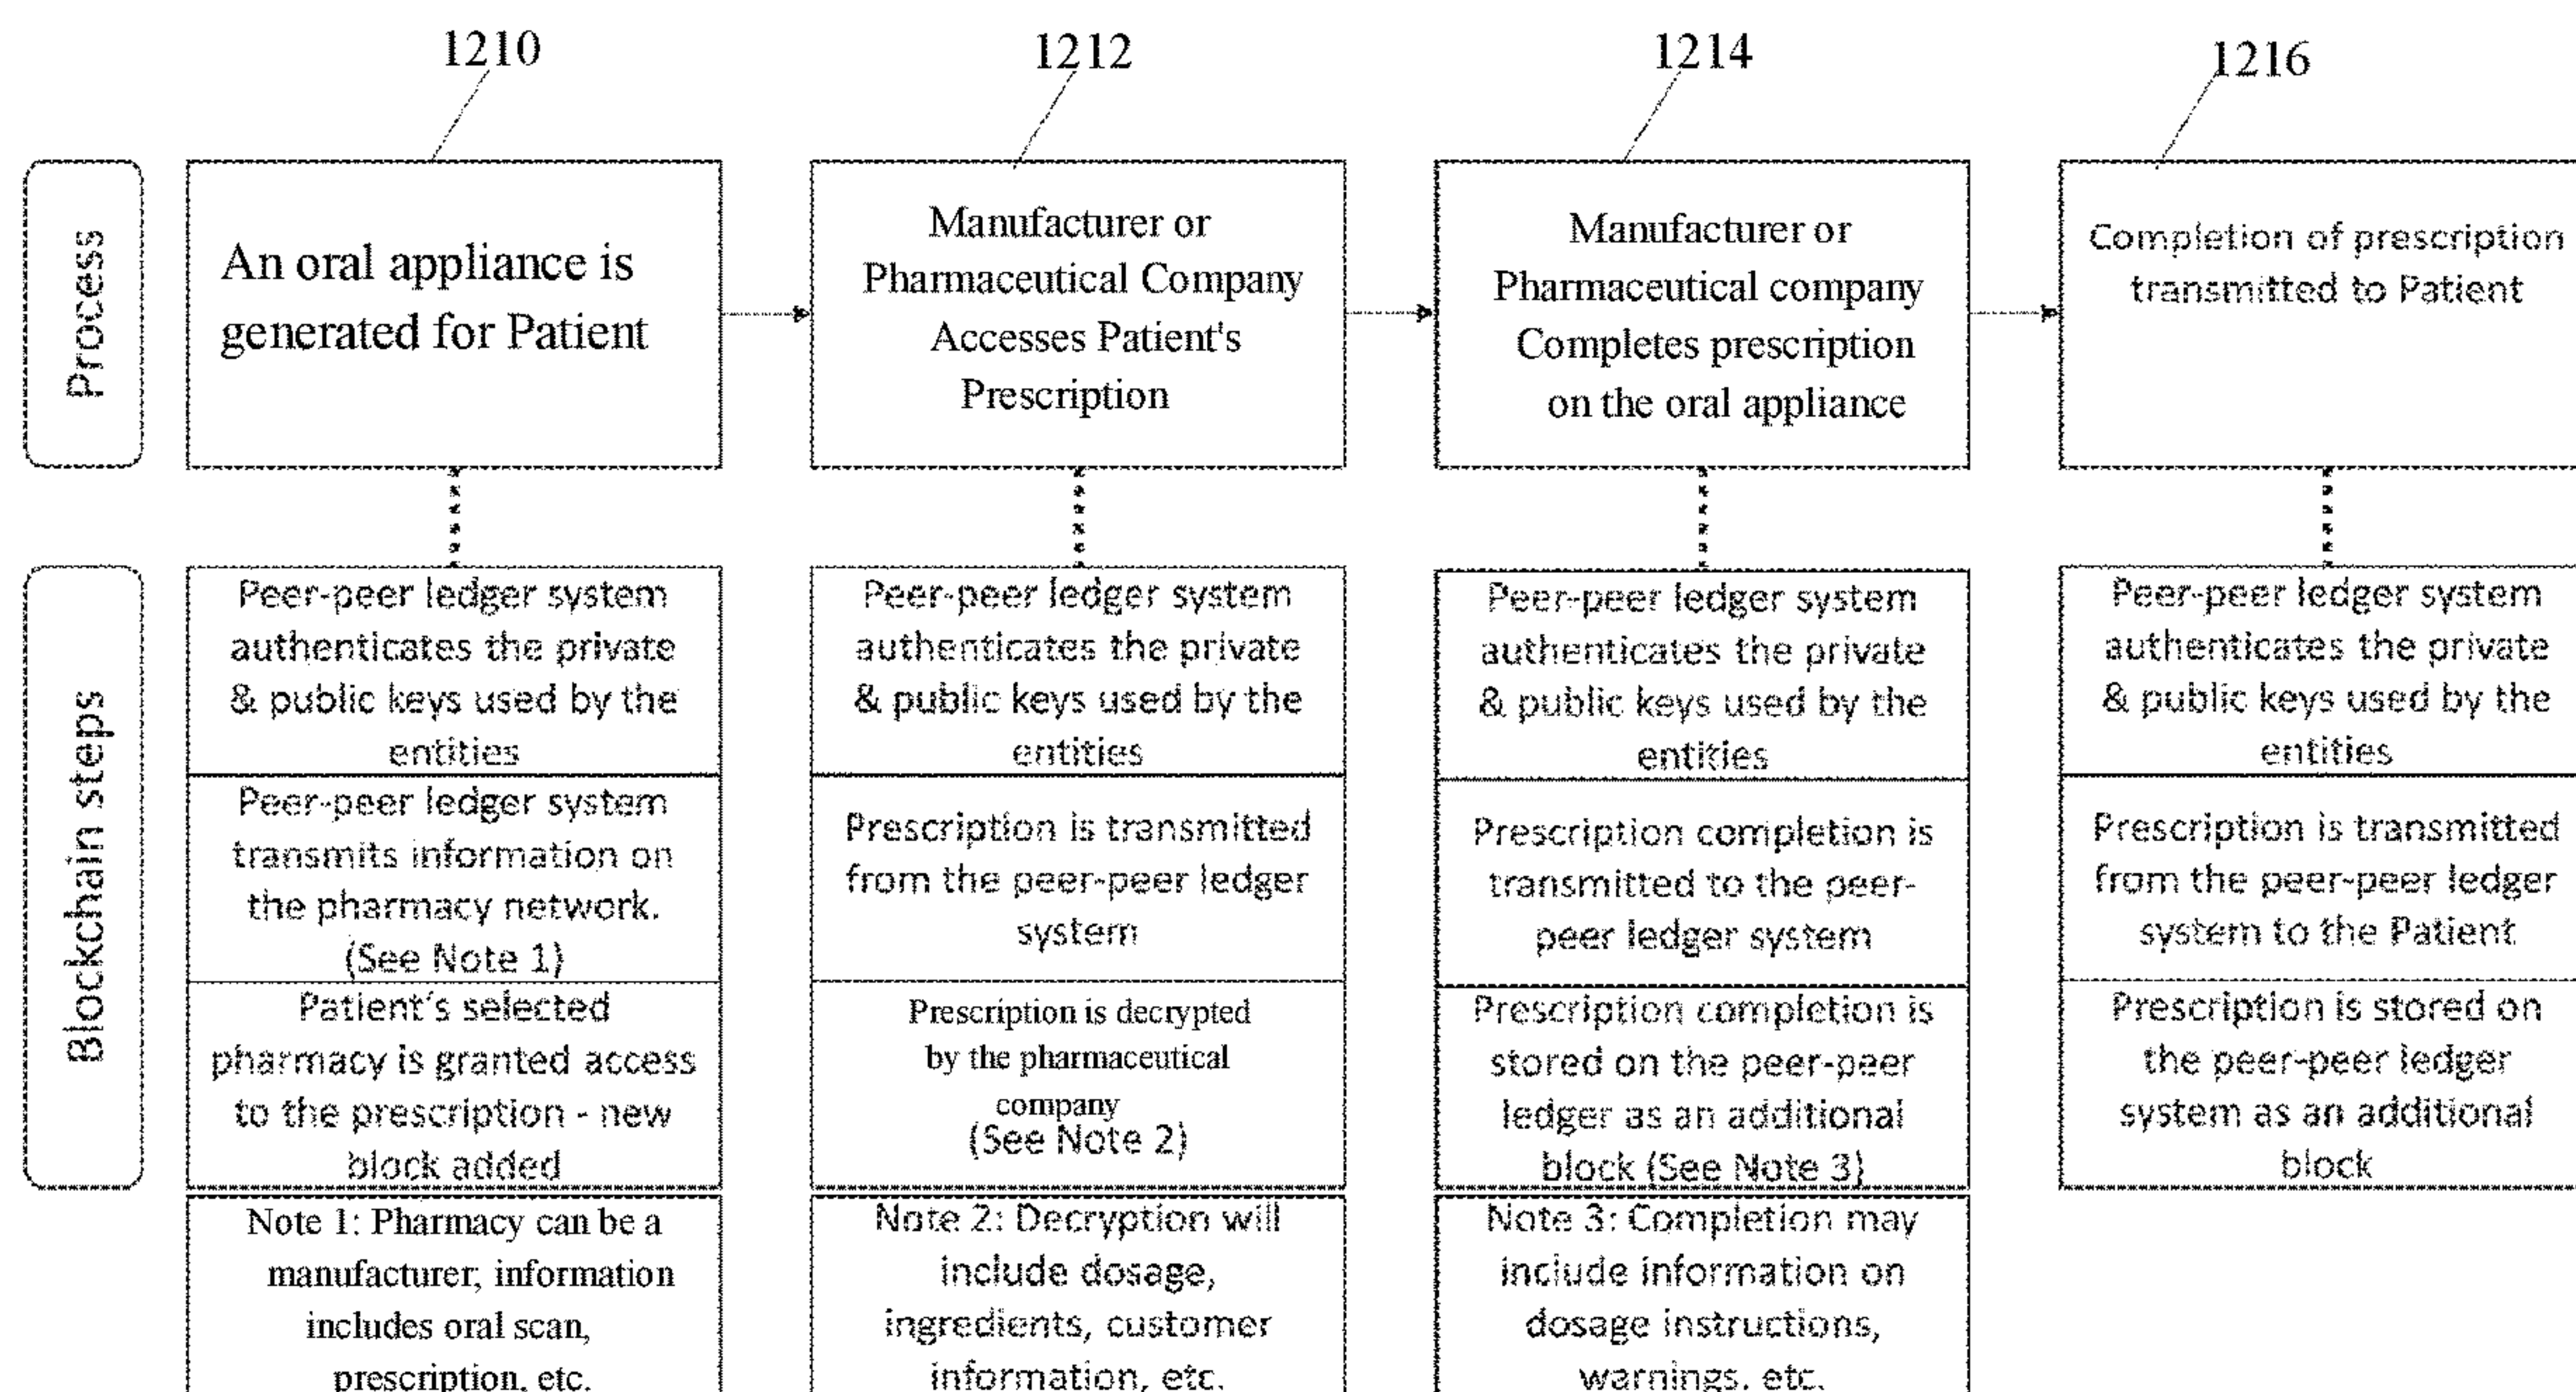 1210
1212
1214
1216
Process
An oral appliance is
generated for Patient
Manufacturer or
Pharmaceutical Company
Accesses Patient's
Prescription
Manufacturer or
Pharmaceutical company
Completes prescription
on the oral appliance
Completion of prescription
transmitted to Patient
Blockchain steps
Peer-peer ledger system
authenticates the private
& public keys used by the
entities
Peer-peer ledger system
transmits information on
the pharmacy network.
(See Note 1)
Patient's selected
pharmacy is granted access
to the prescription - new
block added
Note 1: Pharmacy can be a
manufacturer; information
includes oral scan,
prescription, etc.
Peer-peer ledger system
authenticates the private
& public keys used by the
entities
Prescription is transmitted
from the peer-peer ledger
system
Prescription is decrypted
by the pharmaceutical
company
(See Note 2)
Note 2: Decryption will
include dosage,
ingredients, customer
information, etc.
Peer-peer ledger system
authenticates the private
& public keys used by the
entities
Prescription completion is
transmitted to the peer-
peer ledger system
Prescription completion is
stored on the peer-peer
ledger as an additional
block (See Note 3)
Note 3: Completion may
include information on
dosage instructions,
warnings, etc.
Peer-peer ledger system
authenticates the private
& public keys used by the
entities
Prescription is transmitted
from the peer-peer ledger
system to the Patient
Prescription is stored on
the peer-peer ledger
system as an additional
block